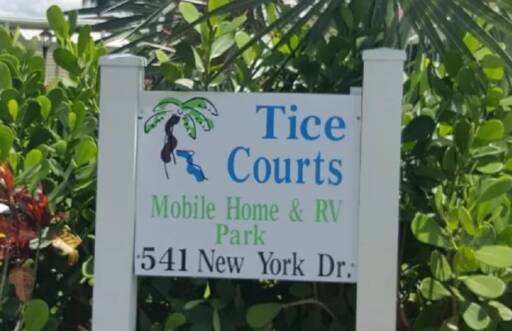 Tice
Courts
Mobile Home & RV
Park
541 New York Dr.